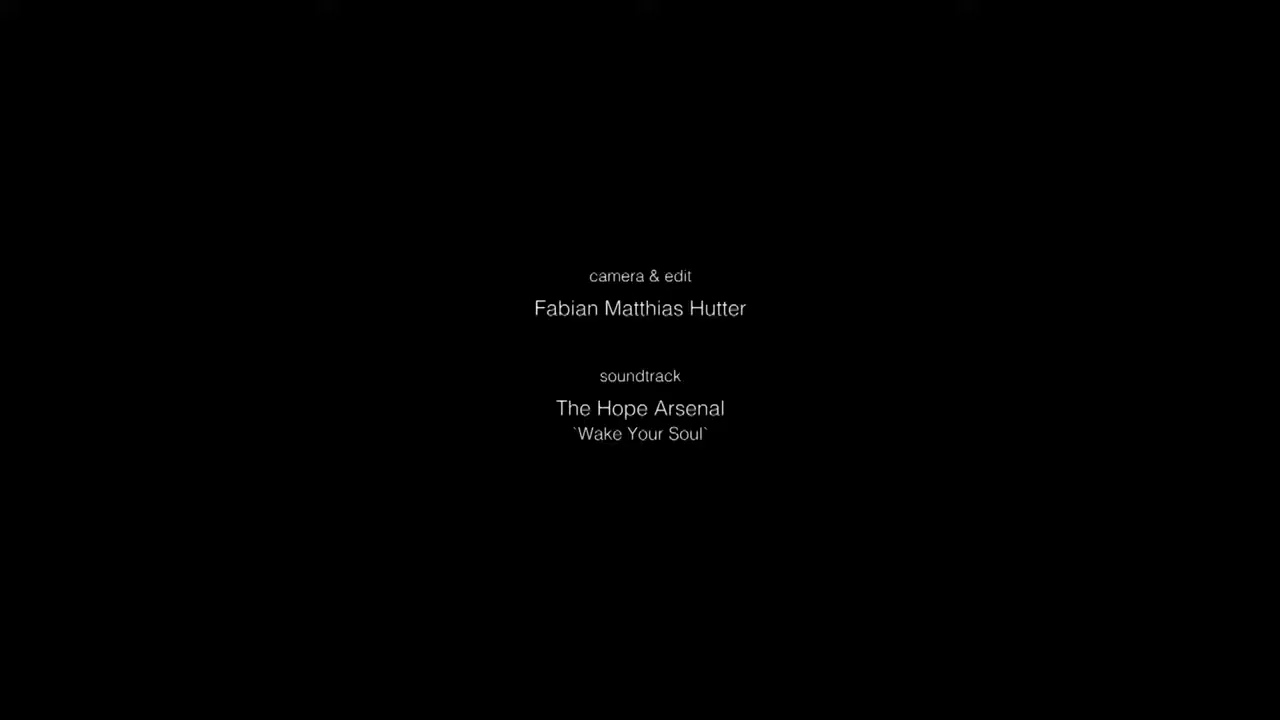 camera & edit
Fabian Matthias Hutter
soundtrack
The Hope Arsenal
`Wake Your Soul`